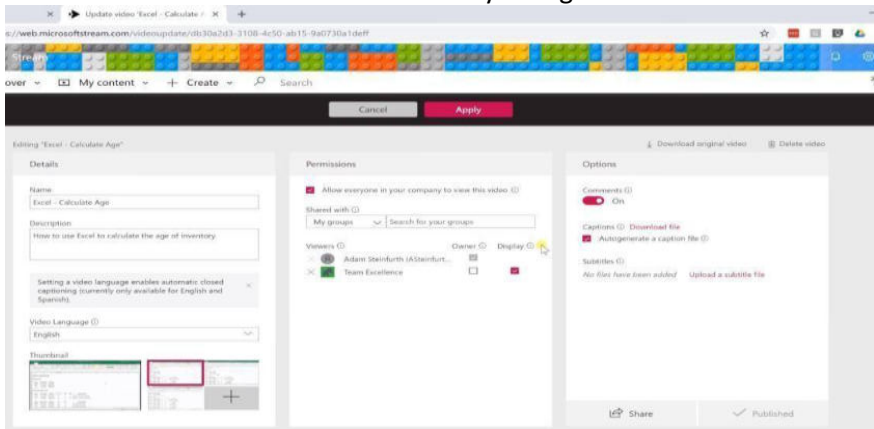 Update video "Excel - Calculate A
s://web.microsoftstream.com/videoupdate/db30a2d3-3108-4c50-ab15-9a0730a1deff
Stream
over My content + Create Search
Cancel Apply
Editing "Excel - Calculate Age"
Download original video Delete video
Details
Name
Excel - Calculate Age
Description
How to use Excel to calculate the age of inventory.
Setting a video language enables automatic closed
captioning (currently only available for English and
Spanish).
Video Language
English
Thumbnail
Permissions
Allow everyone in your company to view this video
Shared with
My groups Search for your groups
Viewers Owner Display
Adam Steinfurth (ASteinfurt...
Team Excellence
Options
Comments
On
Captions Download file
Autogenerate a caption file
Subtitles
No files have been added Upload a subtitle file
Share Published